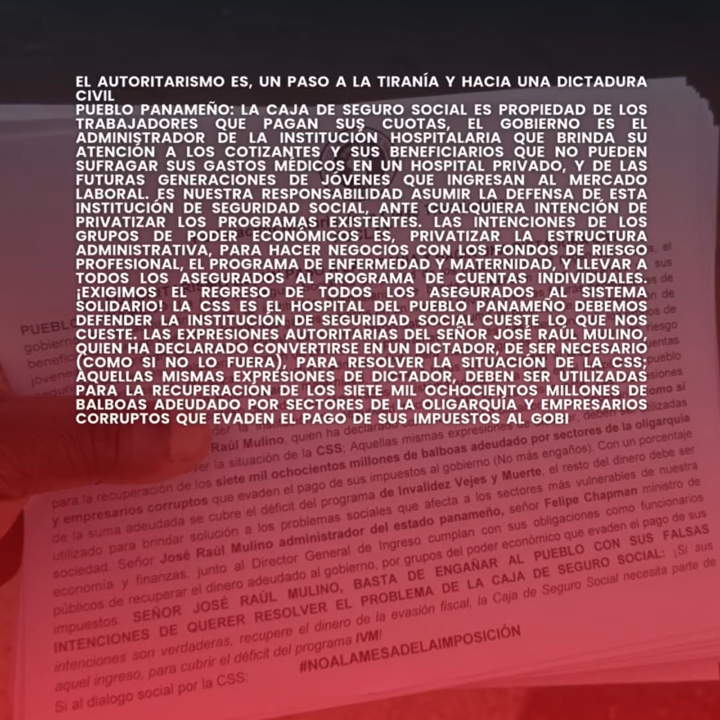 EL AUTORITARISMO ES, UN PASO A LA TIRANÍA Y HACIA UNA DICTADURA
CIVIL
PUEBLO PANAMEÑO: LA CAJA DE SEGURO SOCIAL ES PROPIEDAD DE LOS
TRABAJADORES QUE PAGAN SUS CUOTAS, EL GOBIERNO ES EL
ADMINISTRADOR DE LA INSTITUCIÓN HOSPITALARIA QUE BRINDA SU
ATENCIÓN A LOS COTIZANTES Y SUS BENEFICIARIOS QUE NO PUEDEN
SUFRAGAR SUS GASTOS MÉDICOS EN UN HOSPITAL PRIVADO, Y DE LAS
FUTURAS GENERACIONES DE JÓVENES QUE INGRESAN AL MERCADO
LABORAL. ES NUESTRA RESPONSABILIDAD ASUMIR LA DEFENSA DE ESTA
INSTITUCIÓN DE SEGURIDAD SOCIAL, ANTE CUALQUIERA INTENCIÓN DE
PRIVATIZAR LOS PROGRAMAS EXISTENTES. LAS INTENCIONES DE LOS
GRUPOS DE PODER ECONÓMICOS ES, PRIVATIZAR LA ESTRUCTURA
ADMINISTRATIVA, PARA HACER NEGOCIOS CON LOS FONDOS DE RIESGO
PROFESIONAL, EL PROGRAMA DE ENFERMEDAD Y MATERNIDAD, Y LLEVAR A
TODOS LOS ASEGURADOS AL PROGRAMA DE CUENTAS INDIVIDUALES.
¡EXIGIMOS EL REGRESO DE TODOS LOS ASEGURADOS AL SISTEMA
SOLIDARIO! LA CSS ES EL HOSPITAL DEL PUEBLO PANAMEÑO DEBEMOS
DEFENDER LA INSTITUCIÓN DE SEGURIDAD SOCIAL CUESTE LO QUE NOS
CUESTE. LAS EXPRESIONES AUTORITARIAS DEL SEÑOR JOSÉ RAÚL MULINO,
QUIEN HA DECLARADO CONVERTIRSE EN UN DICTADOR, DE SER NECESARIO
(COMO SI NO LO FUERA), PARA RESOLVER LA SITUACIÓN DE LA CSS;
AQUELLAS MISMAS EXPRESIONES DE DICTADOR, DEBEN SER UTILIZADAS
PARA LA RECUPERACIÓN DE LOS SIETE MIL OCHOCIENTOS MILLONES DE
BALBOAS ADEUDADO POR SECTORES DE LA OLIGARQUÍA Y EMPRESARIOS
CORRUPTOS QUE EVADEN EL PAGO DE SUS IMPUESTOS AL GOBI
Raúl Mulino, quien ha declarado
la situación de la CSS; Aquellas mismas expresiones
para la recuperación de los siete mil ochocientos millones de balboas adeudado por sectores de la oligarquía
y empresarios corruptos que evaden el pago de sus impuestos al gobierno (No más engaños). Con un porcentaje
de la suma adeudada se cubre el déficit del programa de Invalidez Vejes y Muerte, el resto del dinero debe ser
utilizado para brindar solución a los problemas sociales que afecta a los sectores más vulnerables de nuestra
sociedad. Señor José Raúl Mulino administrador del estado panameño, señor Felipe Chapman ministro de
economía y finanzas, junto al Director General de Ingreso cumplan con sus obligaciones como funcionarios
públicos de recuperar el dinero adeudado al gobierno, por grupos del poder económico que evaden el pago de sus
impuestos. SEÑOR JOSÉ RAÚL MULINO, BASTA DE ENGAÑAR AL PUEBLO CON SUS FALSAS
INTENCIONES DE QUERER RESOLVER EL PROBLEMA DE LA CAJA DE SEGURO SOCIAL: ¡Si sus
intenciones son verdaderas, recupere el dinero de la evasión fiscal, la Caja de Seguro Social necesita parte de
aquel ingreso, para cubrir el déficit del programa IVM!
Si al dialogo social por la CSS: #NOALAMESADELAIMPOSICIÓN